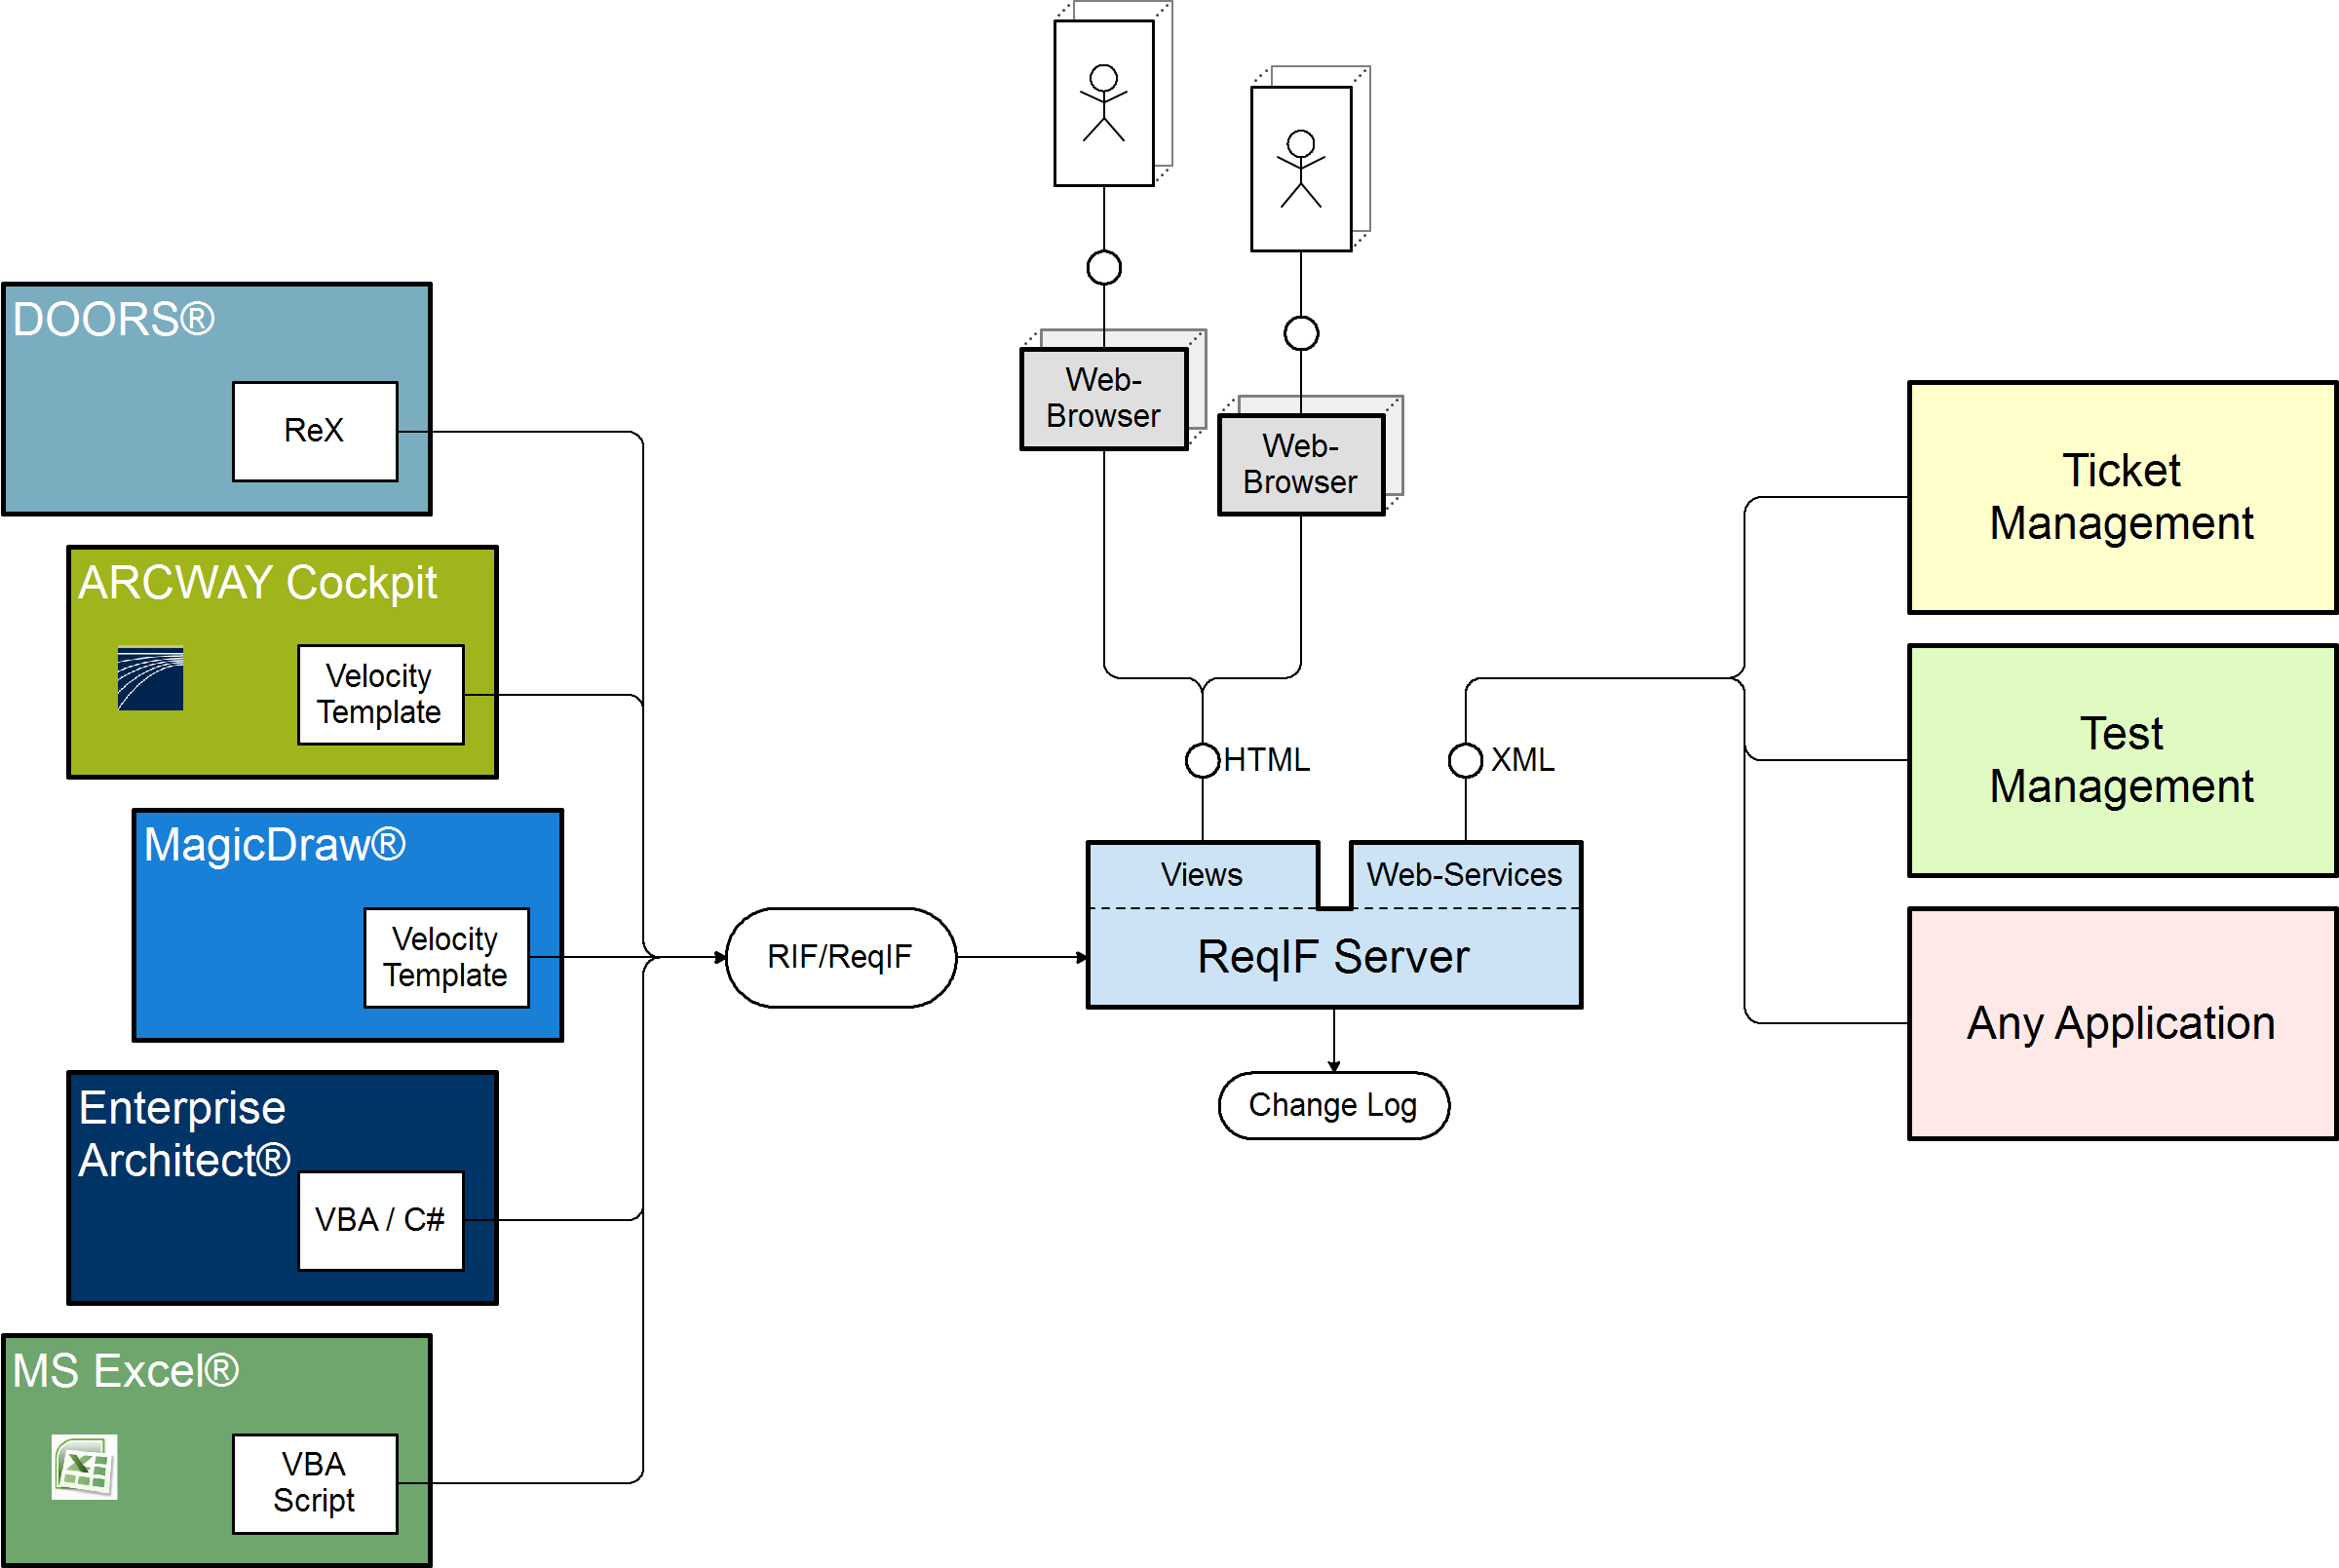 DOORS®
ReX
ARCWAY Cockpit
Velocity
Template
MagicDraw®
Velocity
Template
Enterprise
Architect®
VBA / C#
MS Excel®
VBA
Script
RIF/ReqIF
Web-
Browser
Web-
Browser
HTML
XML
Views
Web-Services
ReqIF Server
Change Log
Ticket
Management
Test
Management
Any Application